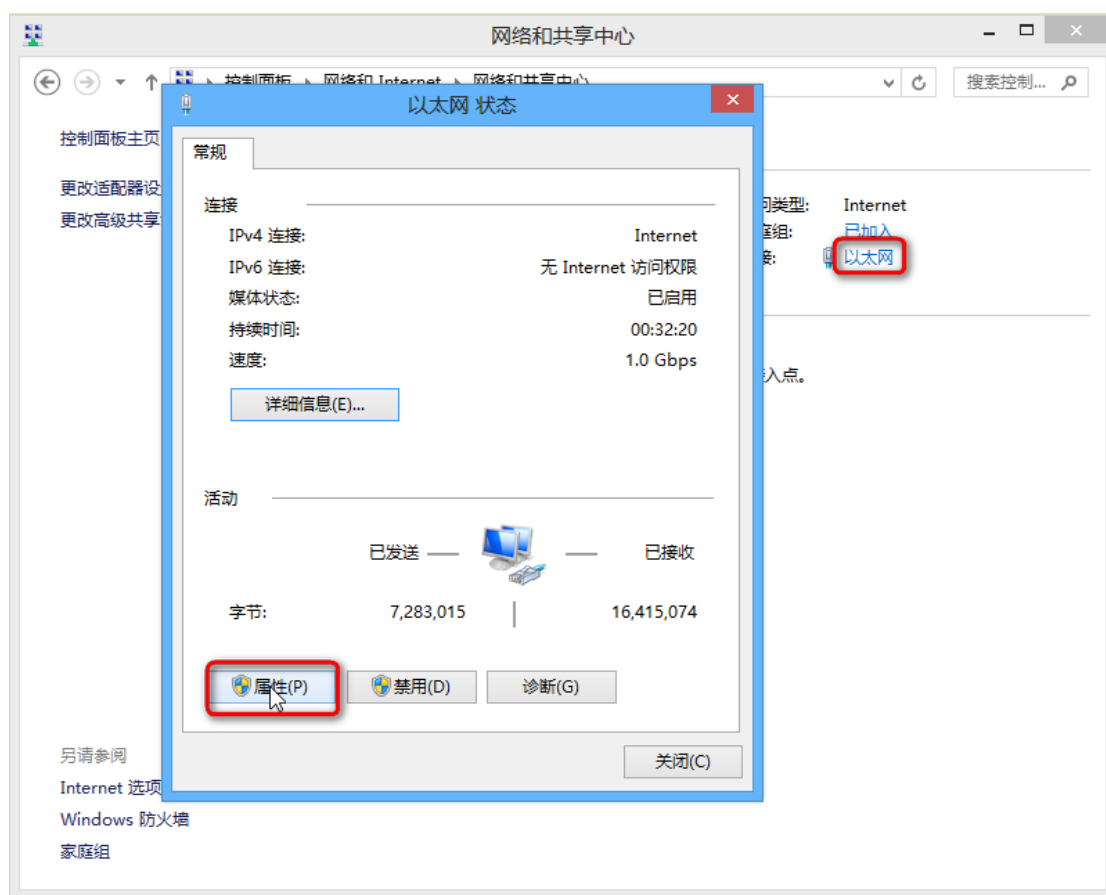 网络和共享中心
控制面板 网络和 Internet 网络和共享中心
搜索控制...
以太网 状态
控制面板主页
更改适配器设
更改高级共享
常规
连接
IPv4 连接: Internet
IPv6 连接: 无 Internet 访问权限
媒体状态: 已启用
持续时间: 00:32:20
速度: 1.0 Gbps
详细信息(E)...
问类型: Internet
庭组: 已加入
接: 以太网
入点。
活动
已发送 — — 已接收
字节: 7,283,015 16,415,074
属性(P) 禁用(D) 诊断(G)
关闭(C)
另请参阅
Internet 选项
Windows 防火墙
家庭组